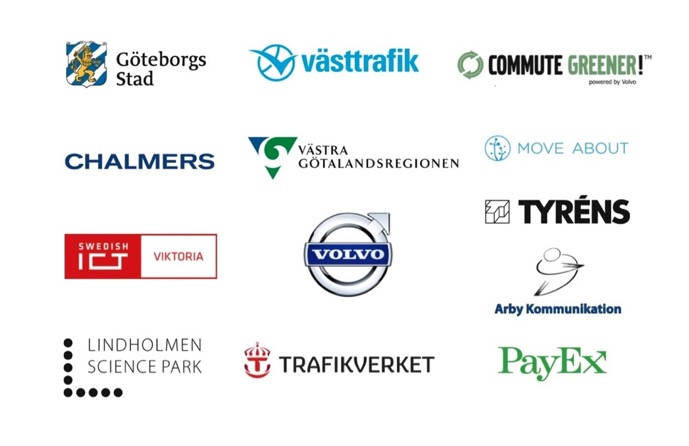 Göteborgs
Stad
västtrafik
COMMUTE GREENER!™
powered by Volvo
CHALMERS
VÄSTRA
GÖTALANDSREGIONEN
MOVE ABOUT
TYRÉNS
SWEDISH
ICT
VIKTORIA
VOLVO
Arby Kommunikation
LINDHOLMEN
SCIENCE PARK
TRAFIKVERKET
PayEx